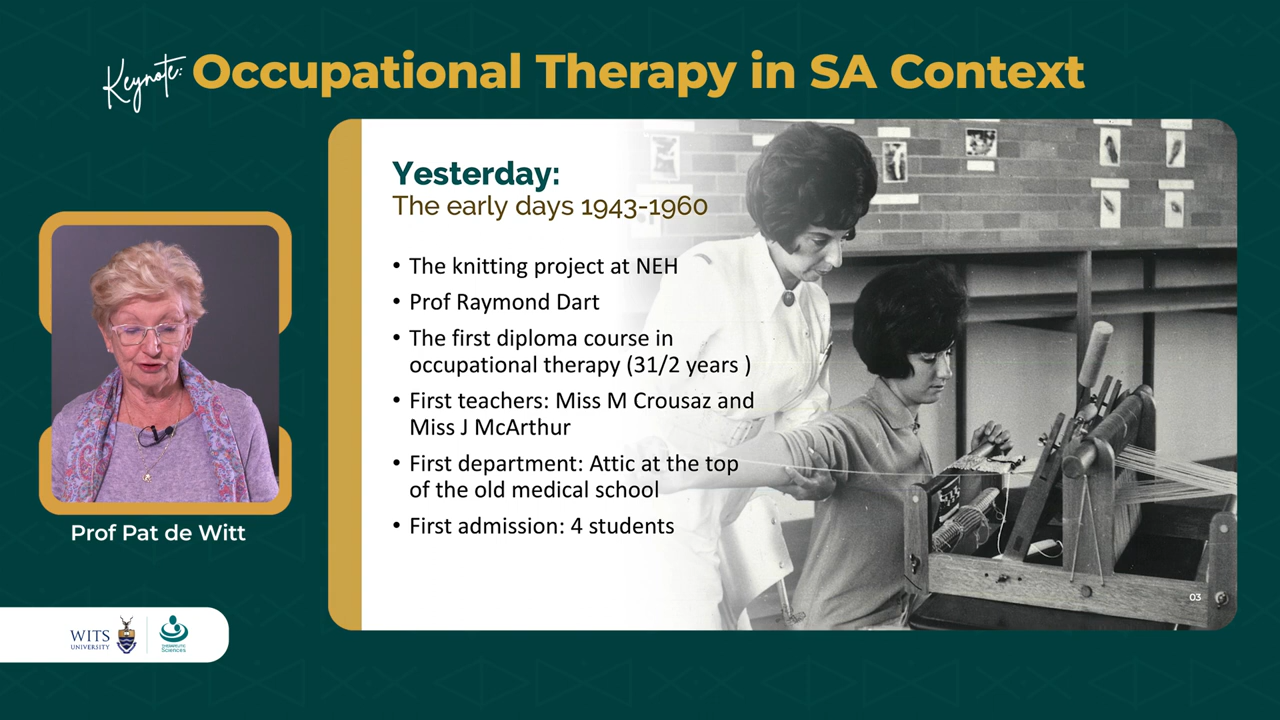 Keynote: Occupational Therapy in SA Context
Yesterday:
The early days 1943-1960
• The knitting project at NEH
• Prof Raymond Dart
• The first diploma course in
occupational therapy (31/2 years )
• First teachers: Miss M Crousaz and
Miss J McArthur
• First department: Attic at the top
of the old medical school
• First admission: 4 students
03
Prof Pat de Witt
WITS
UNIVERSITY
THERAPEUTIC
Sciences